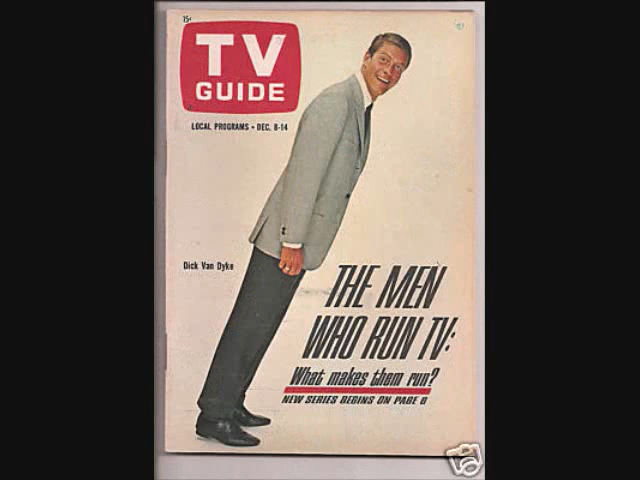 15¢
TV
GUIDE
LOCAL PROGRAMS • DEC. 8-14
Dick Van Dyke
THE MEN
WHO RUN TV:
What makes them run?
NEW SERIES BEGINS ON PAGE 6